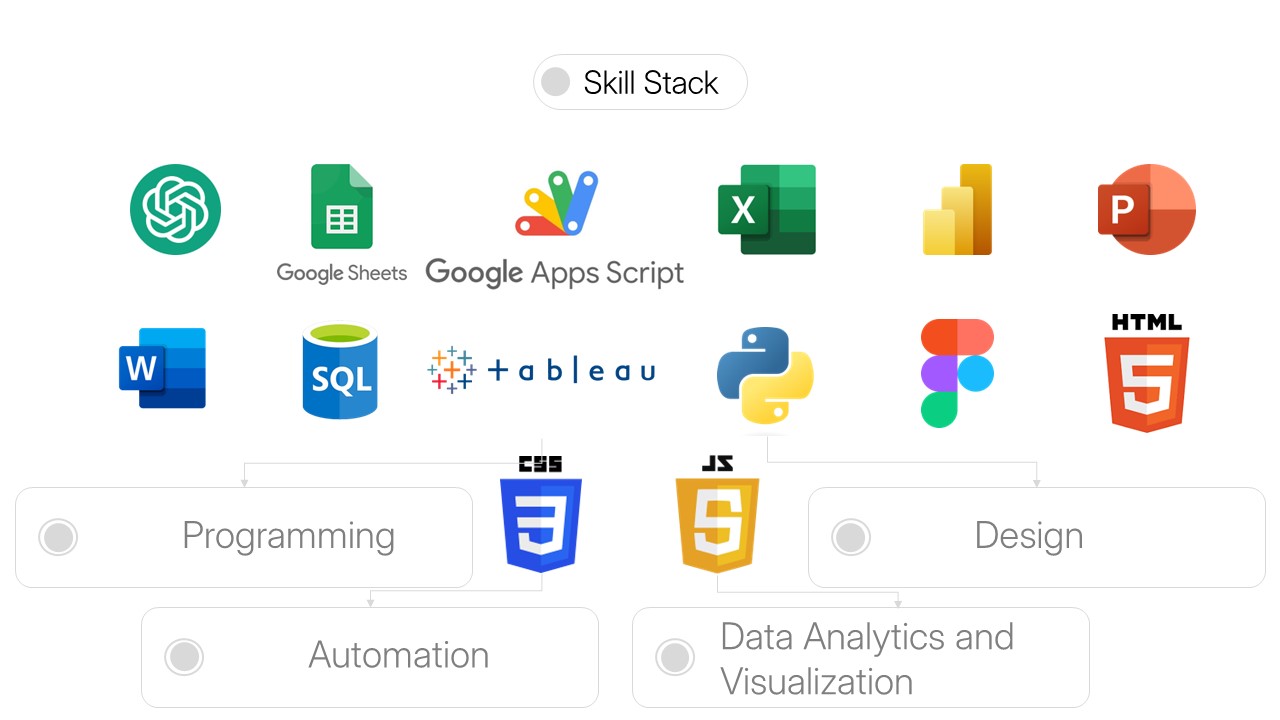 Skill Stack
Google Sheets
Google Apps Script
X
P
W
SQL
+ableau
HTML
5
CSS
3
JS
5
Programming
Design
Automation
Data Analytics and
Visualization